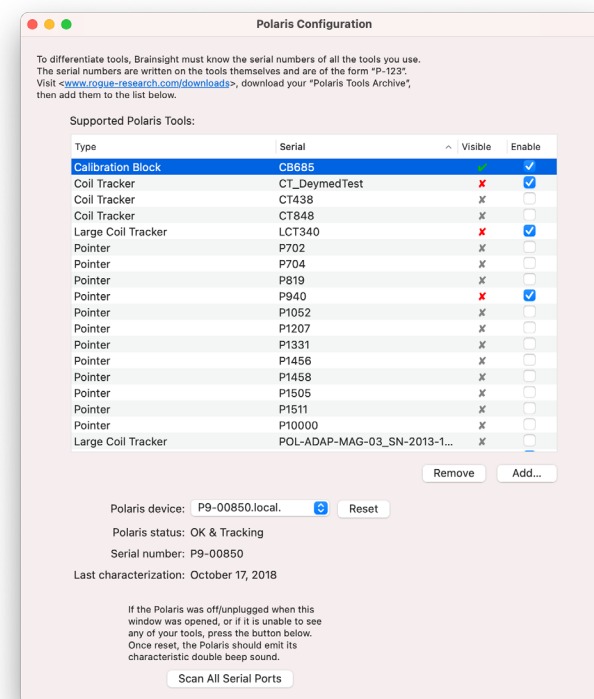 Polaris Configuration
To differentiate tools, Brainsight must know the serial numbers of all the tools you use.
The serial numbers are written on the tools themselves and are of the form "P-123".
Visit <www.rogue-research.com/downloads>, download your "Polaris Tools Archive",
then add them to the list below.
Supported Polaris Tools:
Type Serial Visible Enable
Calibration Block CB685
Coil Tracker CT_DeymedTest
Coil Tracker CT438
Coil Tracker CT848
Large Coil Tracker LCT340
Pointer P702
Pointer P704
Pointer P819
Pointer P940
Pointer P1052
Pointer P1207
Pointer P1331
Pointer P1456
Pointer P1458
Pointer P1505
Pointer P1511
Pointer P10000
Large Coil Tracker POL-ADAP-MAG-03_SN-2013-1...
Remove Add...
Polaris device: P9-00850.local. Reset
Polaris status: OK & Tracking
Serial number: P9-00850
Last characterization: October 17, 2018
If the Polaris was off/unplugged when this
window was opened, or if it is unable to see
any of your tools, press the button below.
Once reset, the Polaris should emit its
characteristic double beep sound.
Scan All Serial Ports